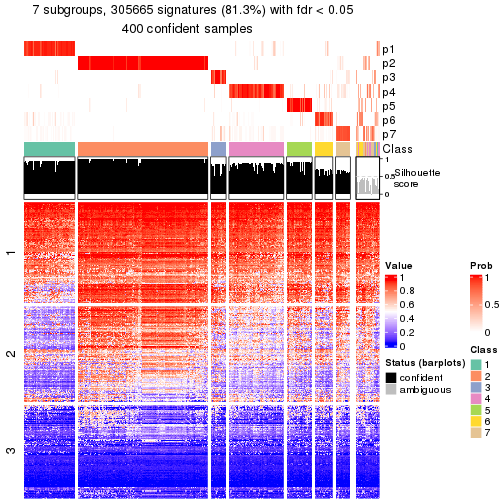 7 subgroups, 305665 signatures (81.3%) with fdr < 0.05
400 confident samples
p1
p2
p3
p4
p5
p6
p7
Class
1
0.5
0
Silhouette
score
1
2
3
Value
1
0.8
0.6
0.4
0.2
0
Status (barplots)
confident
ambiguous
Prob
1
0.5
0
Class
1
2
3
4
5
6
7